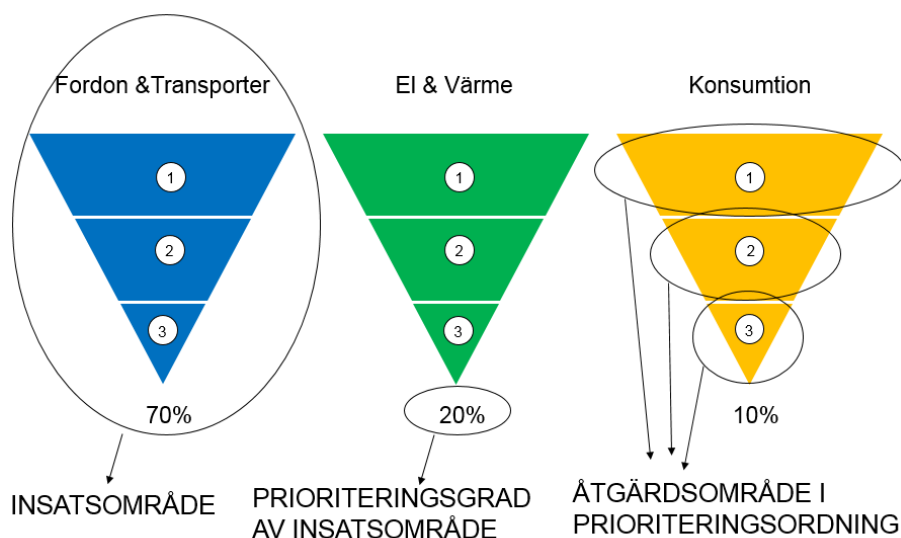 Fordon &Transporter
El & Värme
Konsumtion
1
1
1
2
2
2
3
3
3
70%
20%
10%
INSATSOMRÅDE
PRIORITERINGSGRAD
AV INSATSOMRÅDE
ÅTGÄRDSOMRÅDE I
PRIORITERINGSORDNING